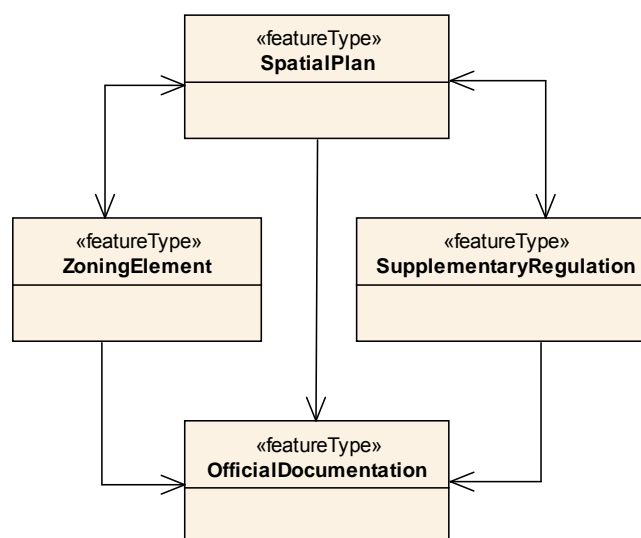 «featureType»
SpatialPlan
«featureType»
ZoningElement
«featureType»
SupplementaryRegulation
«featureType»
OfficialDocumentation